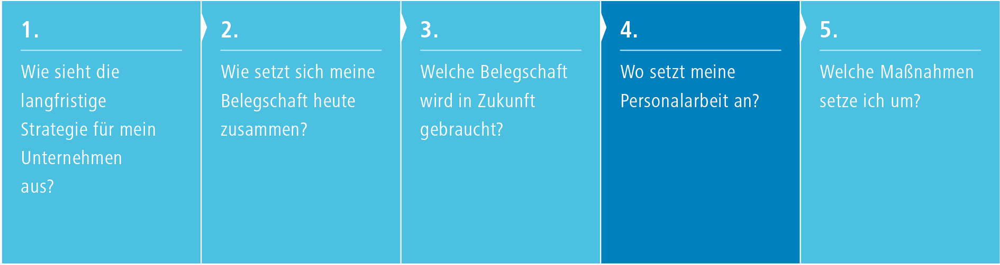 1.
Wie sieht die
langfristige
Strategie für mein
Unternehmen
aus?
2.
Wie setzt sich meine
Belegschaft heute
zusammen?
3.
Welche Belegschaft
wird in Zukunft
gebraucht?
4.
Wo setzt meine
Personalarbeit an?
5.
Welche Maßnahmen
setze ich um?